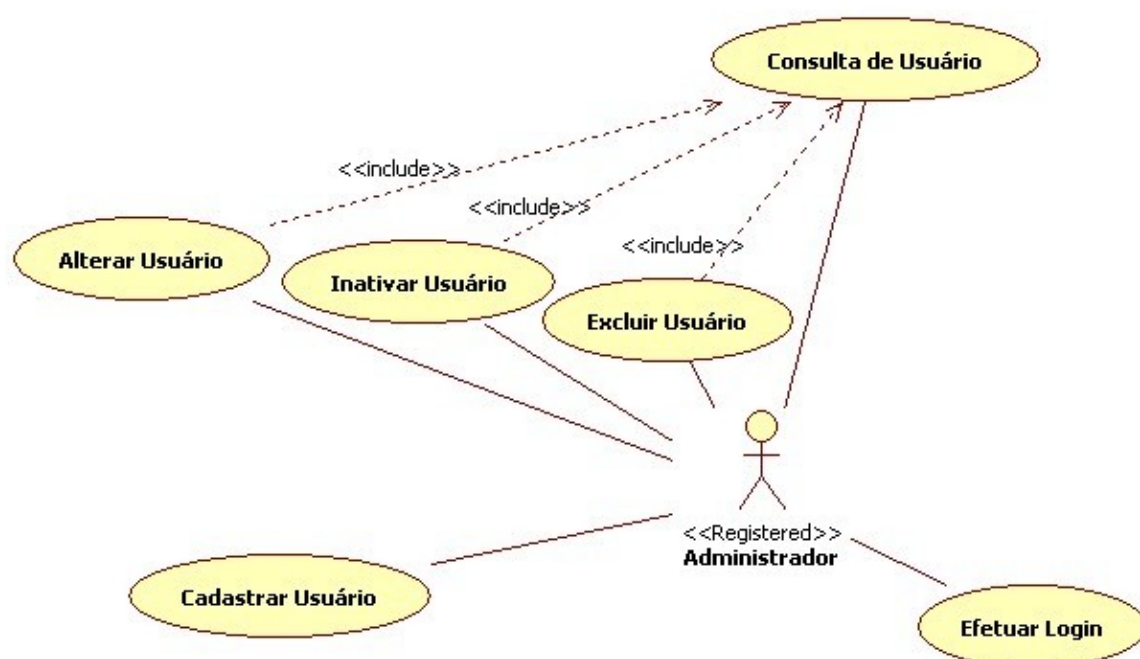 Consulta de Usuário
<<include>>
<<include>>
<<include>>
Alterar Usuário
Inativar Usuário
Excluir Usuário
<<Registered>>
Administrador
Cadastrar Usuário
Efetuar Login